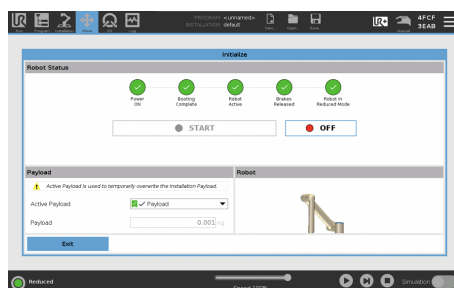 PROGRAM <unnamed>
INSTALLATION default
New... Open... Save...
4FCF
3EAB
Run Program Installation Move I/O Log
Manual
Initialize
Robot Status
Power
ON
Booting
Complete
Robot
Active
Brakes
Released
Robot in
Reduced Mode
START
OFF
Payload
Robot
Active Payload is used to temporarily overwrite the Installation Payload.
Active Payload
Payload
Payload
0.001 kg
Exit
Reduced
Speed 100%
Simulation